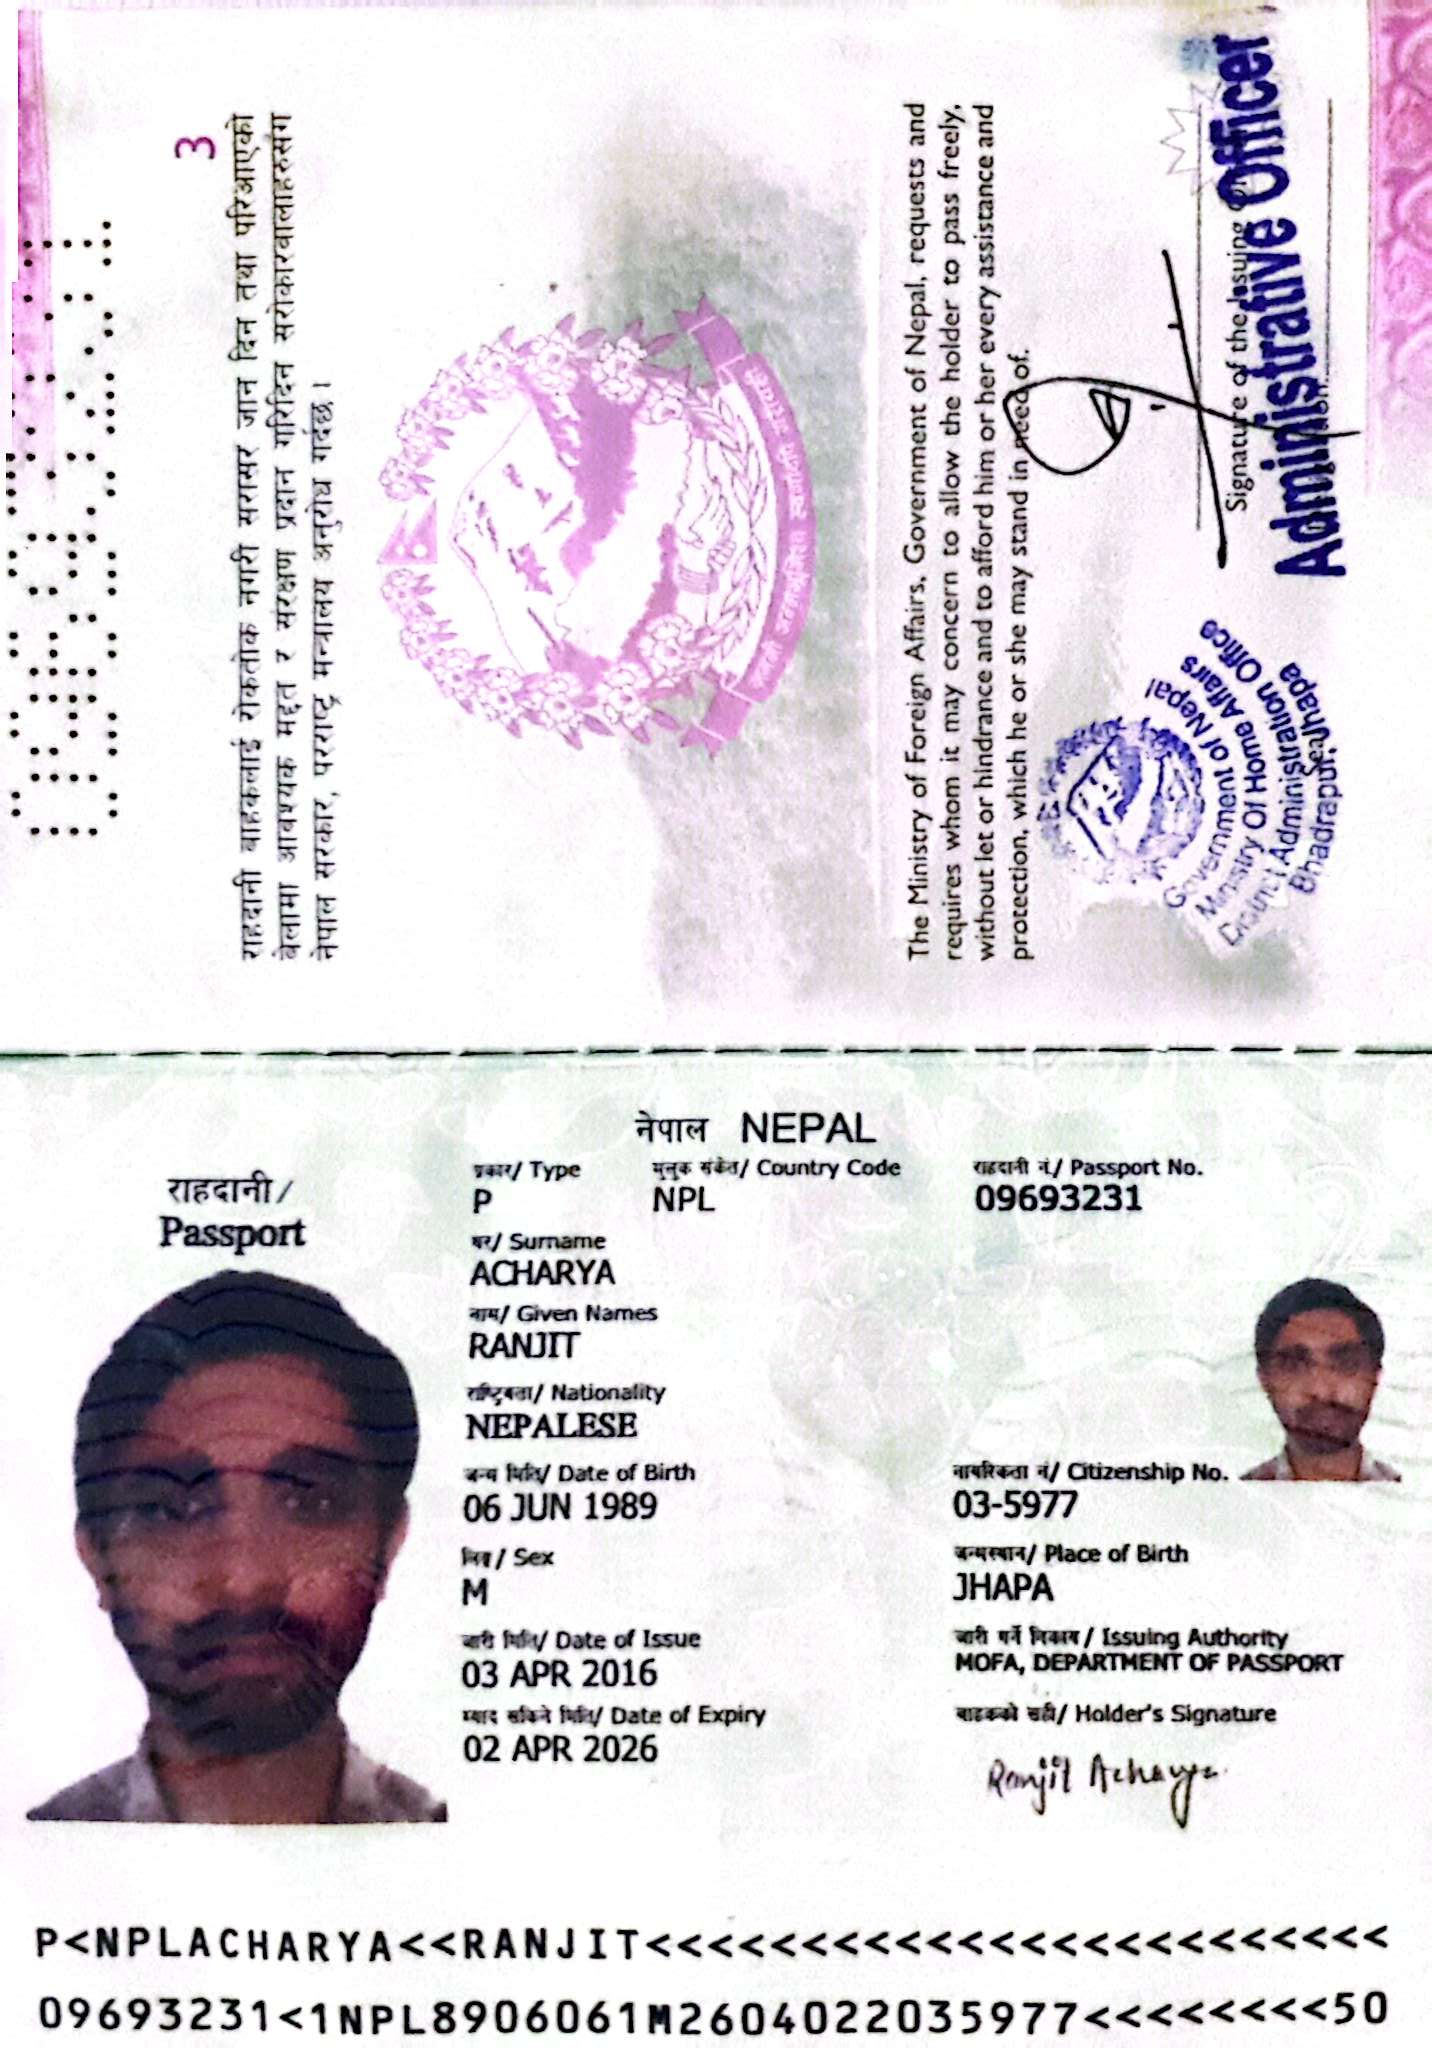 3
राहदानी वाहकलाई रोकतोक नगरी सरासर जान दिन तथा परिआएको
बेलामा आवश्यक मद्दत र संरक्षण प्रदान गरिदिन सरोकारवालाहरुसंग
नेपाल सरकार, परराष्ट्र मन्त्रालय अनुरोध गर्दछ ।
The Ministry of Foreign Affairs, Government of Nepal, requests and
requires whom it may concern to allow the holder to pass freely,
without let or hindrance and to afford him or her every assistance and
protection, which he or she may stand in need of.
Signature of the Issuing
Administrative Officer
Government of Nepal
Ministry Of Home Affairs
District Administration Office
Bhadrapur, Jhapa
Seal
नेपाल NEPAL
राहदानी/
Passport
प्रकार/ Type
P
मुलुक संकेत/ Country Code
NPL
राहदानी नं/ Passport No.
09693231
थर/ Surname
ACHARYA
नाम/ Given Names
RANJIT
राष्ट्रियता/ Nationality
NEPALESE
जन्म मिति/ Date of Birth
06 JUN 1989
नागरिकता नं/ Citizenship No.
03-5977
लिङ्ग/ Sex
M
जन्मस्थान/ Place of Birth
JHAPA
जारी मिति/ Date of Issue
03 APR 2016
जारी गर्ने निकाय/ Issuing Authority
MOFA, DEPARTMENT OF PASSPORT
म्याद सकिने मिति/ Date of Expiry
02 APR 2026
वाहकको सही/ Holder's Signature
Ranjit Acharya
P<NPLACHARYA<<RANJIT<<<<<<<<<<<<<<<<<<<<<<<<
09693231<1NPL8906061M2604022035977<<<<<<<<50